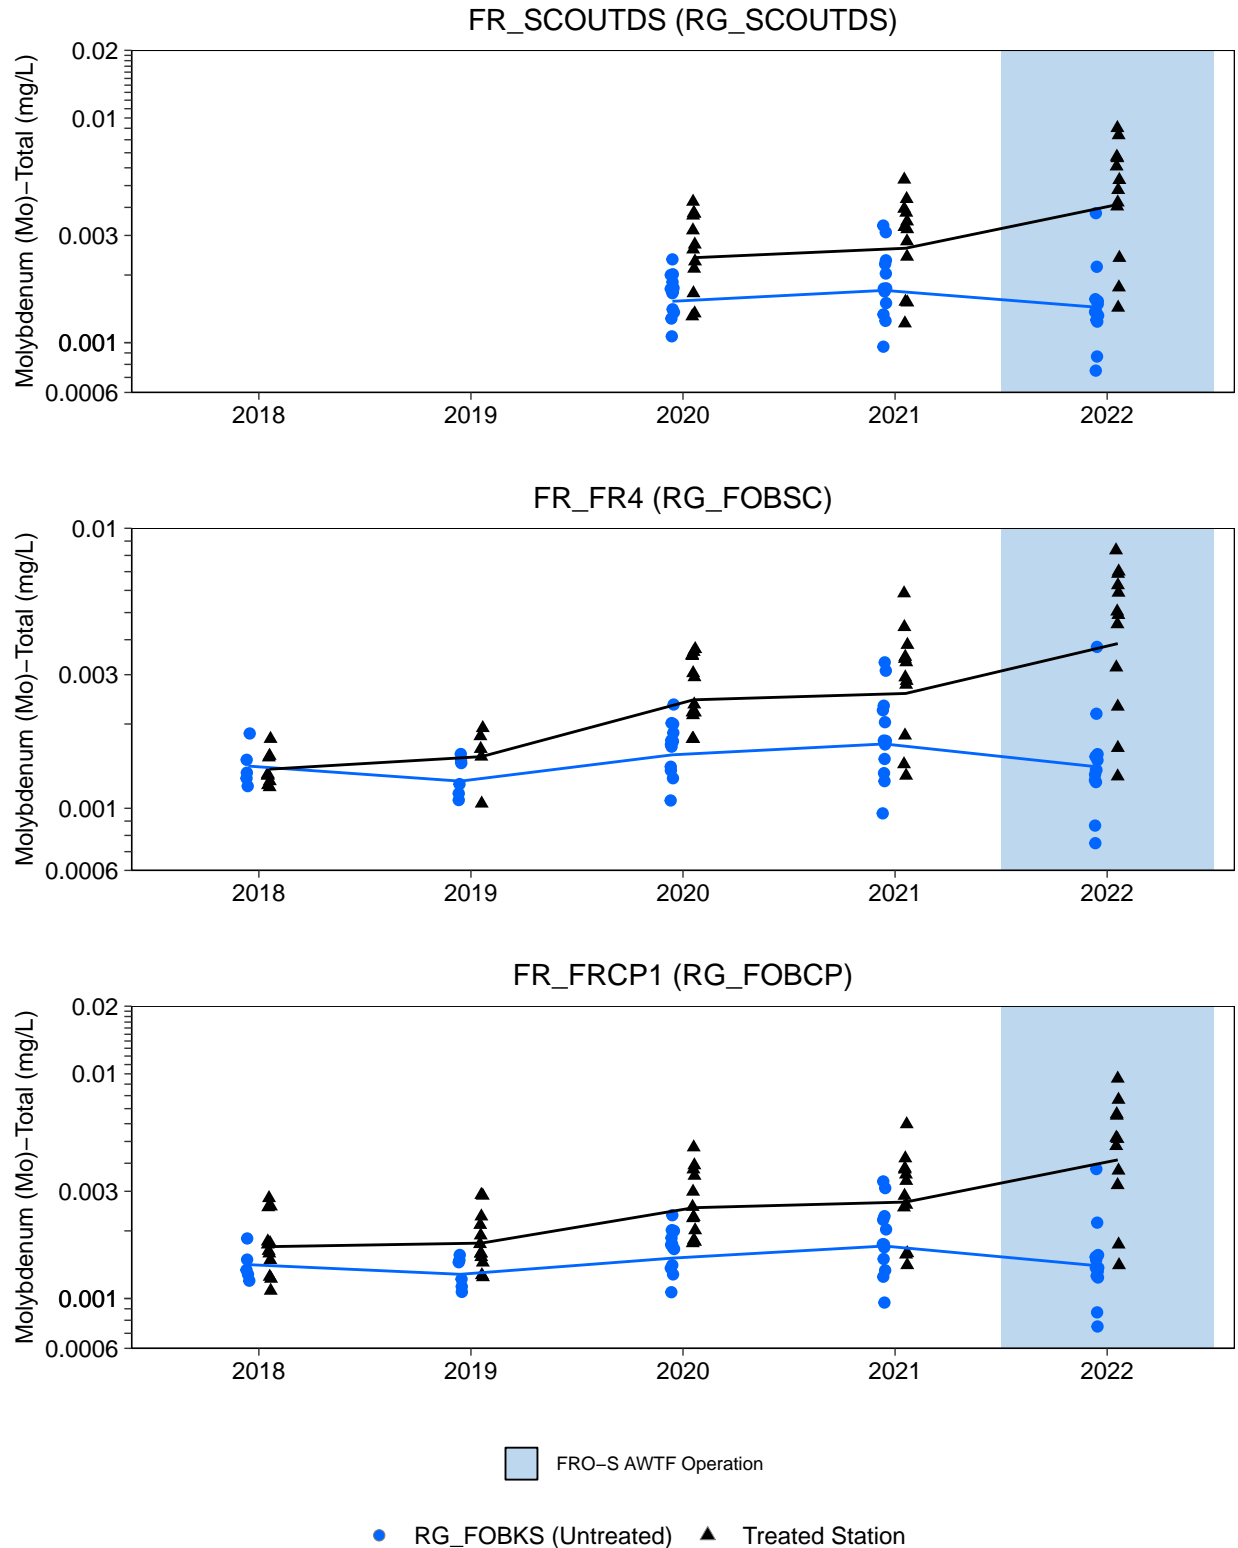 FR_SCOUTDS (RG_SCOUTDS)
Molybdenum (Mo)−Total (mg/L)
0.02
0.01
0.003
0.001
0.0006
2018 2019 2020 2021 2022
FR_FR4 (RG_FOBSC)
Molybdenum (Mo)−Total (mg/L)
0.01
0.003
0.001
0.0006
2018 2019 2020 2021 2022
FR_FRCP1 (RG_FOBCP)
Molybdenum (Mo)−Total (mg/L)
0.02
0.01
0.003
0.001
0.0006
2018 2019 2020 2021 2022
FRO−S AWTF Operation
RG_FOBKS (Untreated) Treated Station